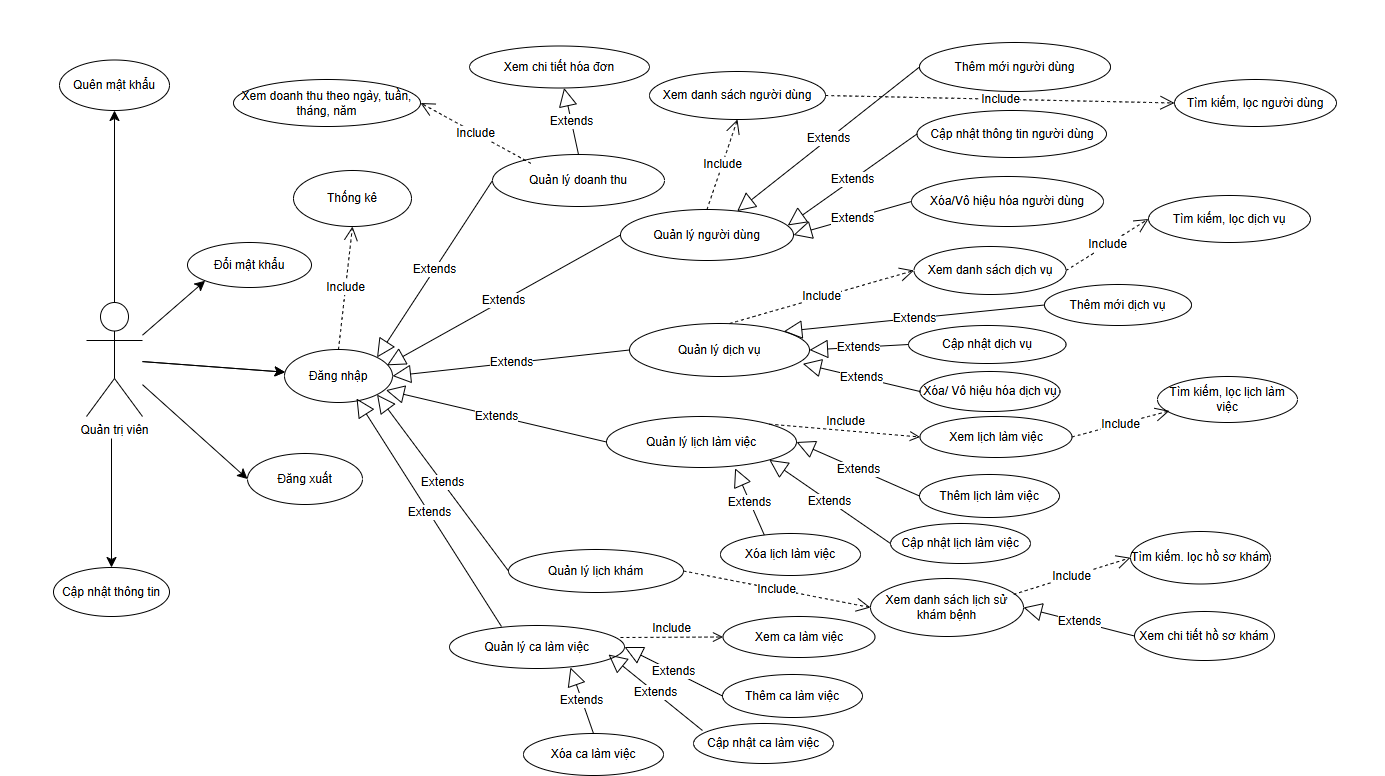 Quên mật khẩu
Xem doanh thu theo ngày, tuần,
tháng, năm
Include
Xem chi tiết hóa đơn
Extends
Quản lý doanh thu
Thống kê
Include
Đổi mật khẩu
Extends
Xem danh sách người dùng
Include
Tìm kiếm, lọc người dùng
Thêm mới người dùng
Extends
Cập nhật thông tin người dùng
Extends
Xóa/Vô hiệu hóa người dùng
Extends
Include
Quản lý người dùng
Extends
Tìm kiếm, lọc dịch vụ
Include
Xem danh sách dịch vụ
Include
Thêm mới dịch vụ
Extends
Quản lý dịch vụ
Extends
Cập nhật dịch vụ
Extends
Extends
Xóa/ Vô hiệu hóa dịch vụ
Đăng nhập
Quản trị viên
Extends
Quản lý lịch làm việc
Include
Xem lịch làm việc
Include
Tìm kiếm, lọc lịch làm
việc
Extends
Thêm lịch làm việc
Extends
Cập nhật lịch làm việc
Extends
Xóa lịch làm việc
Đăng xuất
Extends
Extends
Quản lý lịch khám
Include
Xem danh sách lịch sử
khám bệnh
Include
Tìm kiếm. lọc hồ sơ khám
Extends
Xem chi tiết hồ sơ khám
Cập nhật thông tin
Quản lý ca làm việc
Include
Xem ca làm việc
Extends
Thêm ca làm việc
Extends
Cập nhật ca làm việc
Extends
Xóa ca làm việc